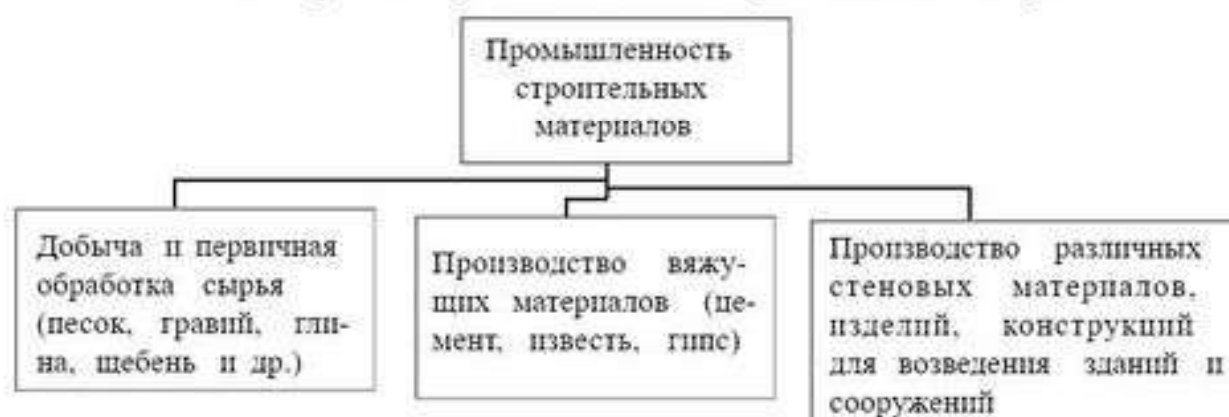 Промышленность
строительных
материалов
Добыча и первичная
обработка сырья
(песок, гравий, гли-
на, щебень и др.)
Производство вяжу-
щих материалов (це-
мент, известь, гипс)
Производство различных
стеновых материалов,
изделий, конструкций
для возведения зданий и
сооружений